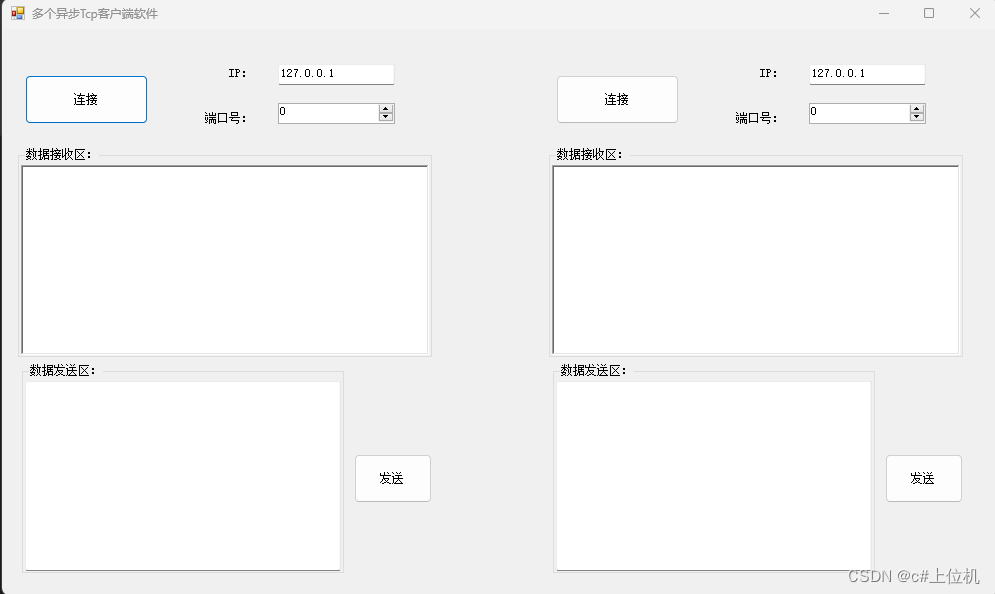 多个异步Tcp客户端软件
连接
IP:
127.0.0.1
端口号:
0
数据接收区:
数据发送区:
发送
连接
IP:
127.0.0.1
端口号:
0
数据接收区:
数据发送区:
发送
CSDN @c#上位机